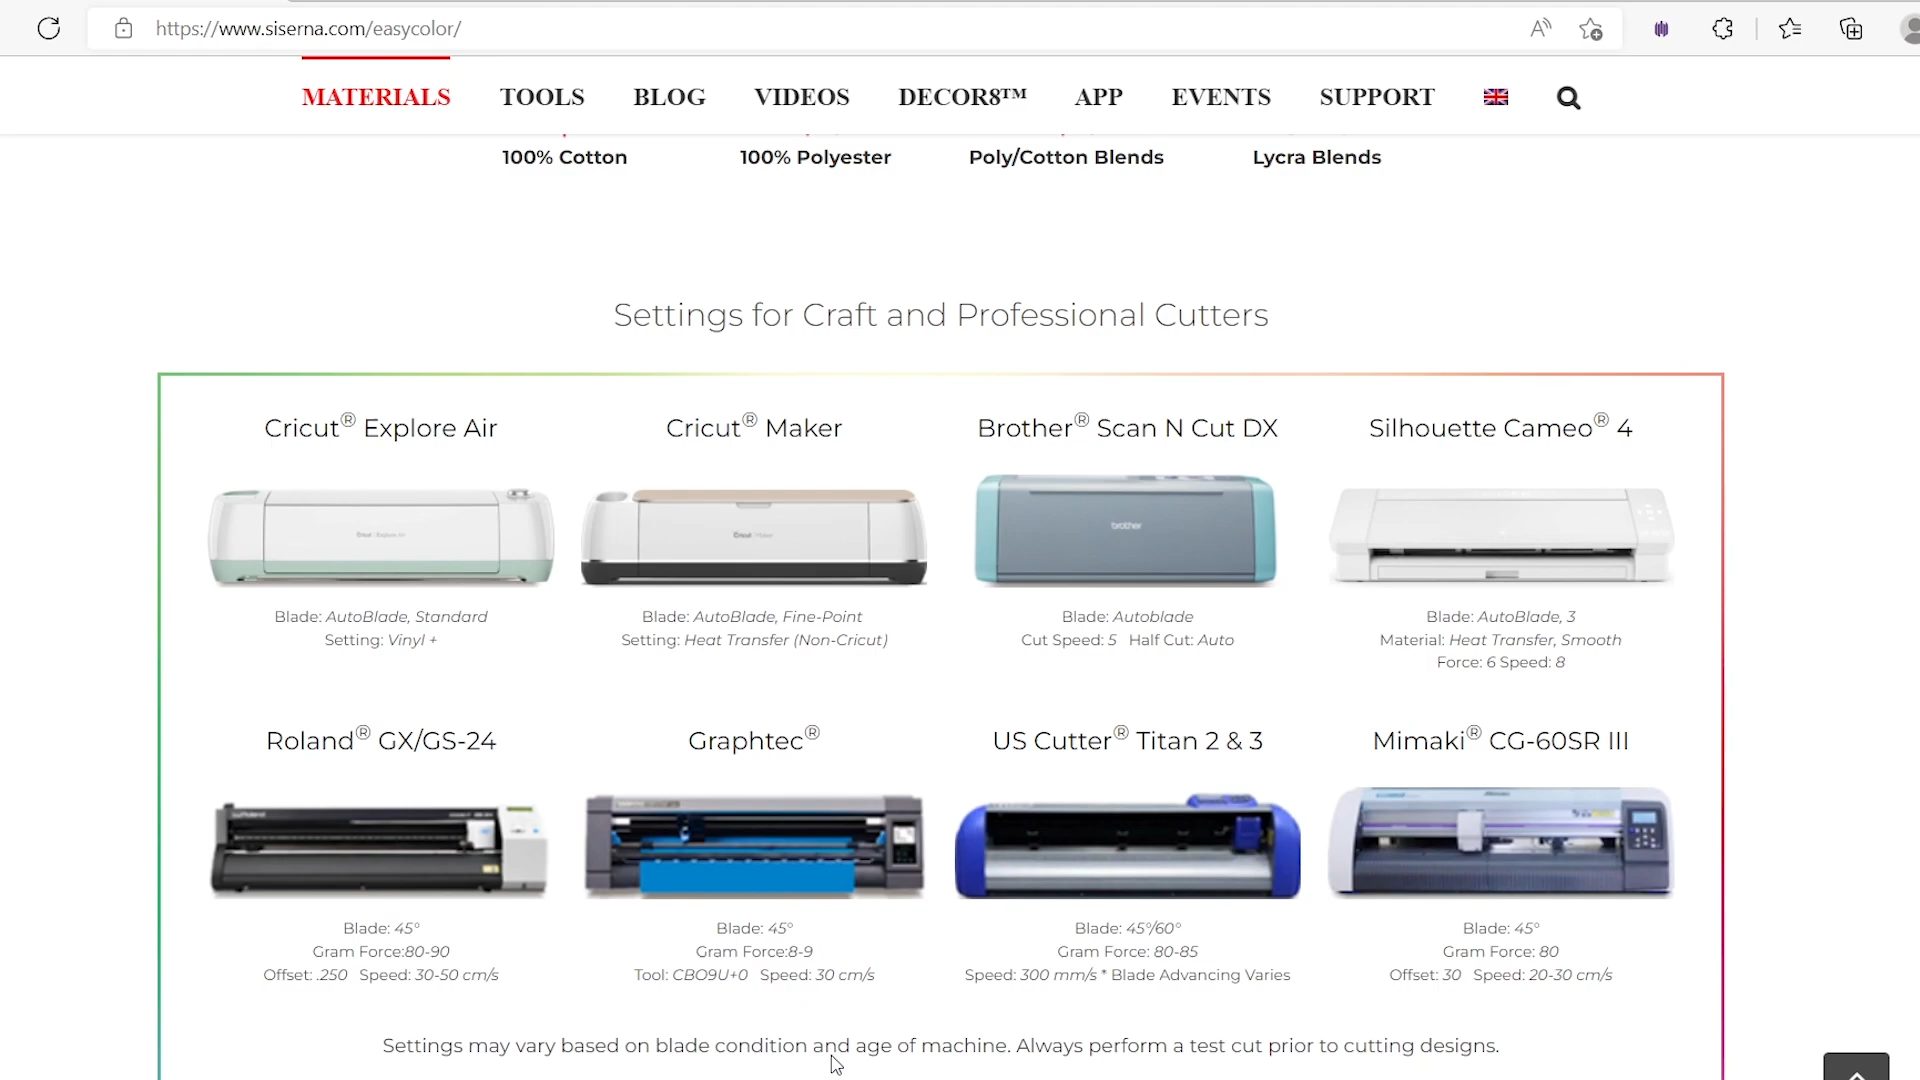 https://www.siserna.com/easycolor/
MATERIALS TOOLS BLOG VIDEOS DECOR8™ APP EVENTS SUPPORT
100% Cotton 100% Polyester Poly/Cotton Blends Lycra Blends
Settings for Craft and Professional Cutters
Cricut® Explore Air Cricut® Maker Brother® Scan N Cut DX Silhouette Cameo® 4
Cricut Explore Air Cricut Maker brother
Blade: AutoBlade, Standard Blade: AutoBlade, Fine-Point Blade: Autoblade Blade: AutoBlade, 3
Setting: Vinyl + Setting: Heat Transfer (Non-Cricut) Cut Speed: 5 Half Cut: Auto Material: Heat Transfer, Smooth
Force: 6 Speed: 8
Roland® GX/GS-24 Graphtec® US Cutter® Titan 2 & 3 Mimaki® CG-60SR III
Roland
Blade: 45° Blade: 45° Blade: 45°/60° Blade: 45°
Gram Force:80-90 Gram Force:8-9 Gram Force: 80-85 Gram Force: 80
Offset: .250 Speed: 30-50 cm/s Tool: CBO9U+0 Speed: 30 cm/s Speed: 300 mm/s * Blade Advancing Varies Offset: 30 Speed: 20-30 cm/s
Settings may vary based on blade condition and age of machine. Always perform a test cut prior to cutting designs.